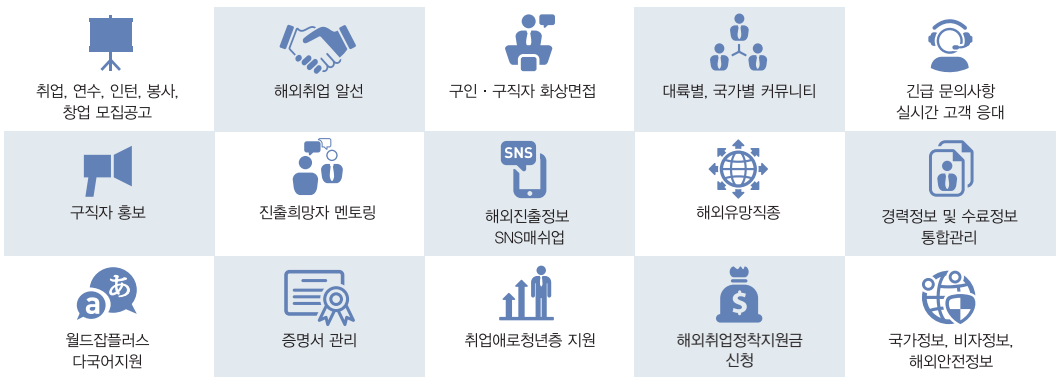 취업, 연수, 인턴, 봉사,
창업 모집공고
해외취업 알선
구인 · 구직자 화상면접
대륙별, 국가별 커뮤니티
긴급 문의사항
실시간 고객 응대
구직자 홍보
진출희망자 멘토링
SNS
해외진출정보
SNS매쉬업
해외유망직종
경력정보 및 수료정보
통합관리
あ
a
월드잡플러스
다국어지원
증명서 관리
취업애로청년층 지원
$
해외취업정착지원금
신청
국가정보, 비자정보,
해외안전정보